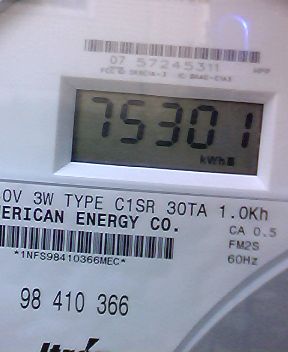 07 57245311
75301
kWh
0V 3W TYPE C1SR 30TA 1.0Kh
ERICAN ENERGY CO.
CA 0.5
FM2S
*1NFS98410366MEC*
60Hz
98 410 366
Itron